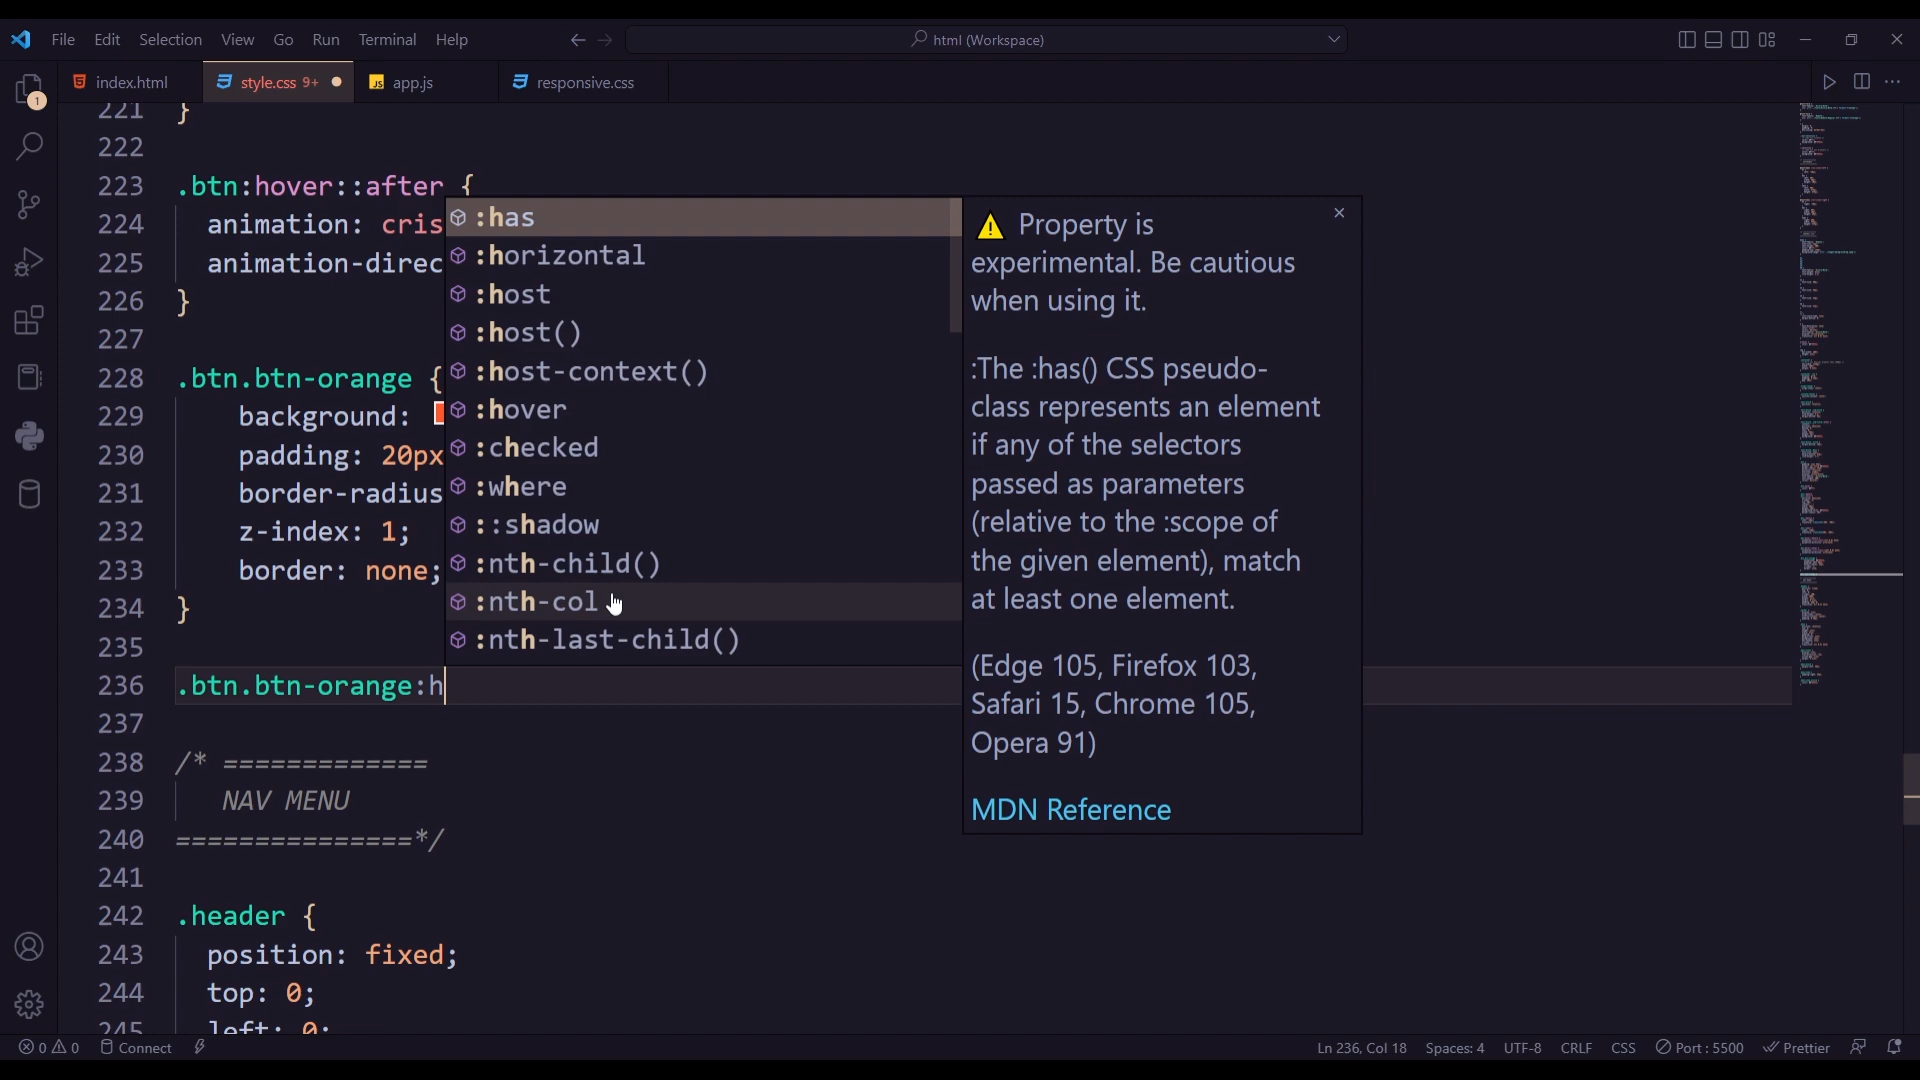 File Edit Selection View Go Run Terminal Help
html (Workspace)
index.html
style.css 9+
JS app.js
responsive.css
1
221 }
222
223 .btn:hover::after {
224 animation: cris
225 animation-direc
226 }
227
228 .btn.btn-orange {
229 background:
230 padding: 20px
231 border-radius
232 z-index: 1;
233 border: none;
234 }
235
236 .btn.btn-orange:h
237
238 /* =============
239 NAV MENU
240 ===============*/
241
242 .header {
243 position: fixed;
244 top: 0;
245 left: 0;
:has
:horizontal
:host
:host()
:host-context()
:hover
:checked
:where
::shadow
:nth-child()
:nth-col
:nth-last-child()
Property is
experimental. Be cautious
when using it.
:The :has() CSS pseudo-
class represents an element
if any of the selectors
passed as parameters
(relative to the :scope of
the given element), match
at least one element.
(Edge 105, Firefox 103,
Safari 15, Chrome 105,
Opera 91)
MDN Reference
0 0 Connect
Ln 236, Col 18 Spaces: 4 UTF-8 CRLF CSS Port : 5500 Prettier